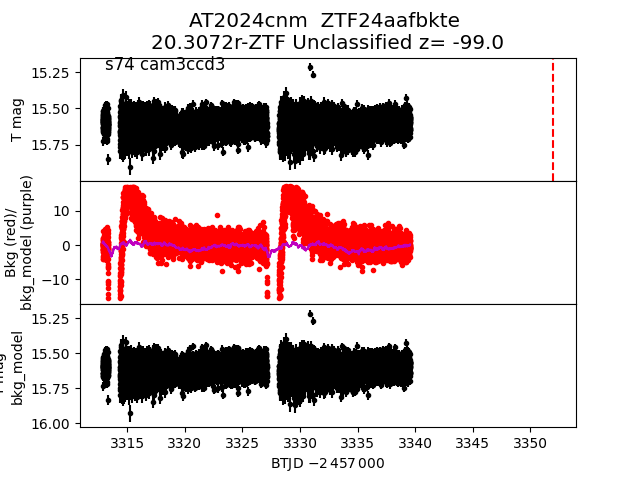 AT2024cnm  ZTF24aafbkte
20.3072r-ZTF Unclassified z= -99.0
s74 cam3ccd3
15.25
15.50
15.75
T mag
10
0
−10
Bkg (red)/
bkg_model (purple)
15.25
15.50
15.75
16.00
bkg_model
3315
3320
3325
3330
3335
3340
3345
3350
BTJD −2 457 000